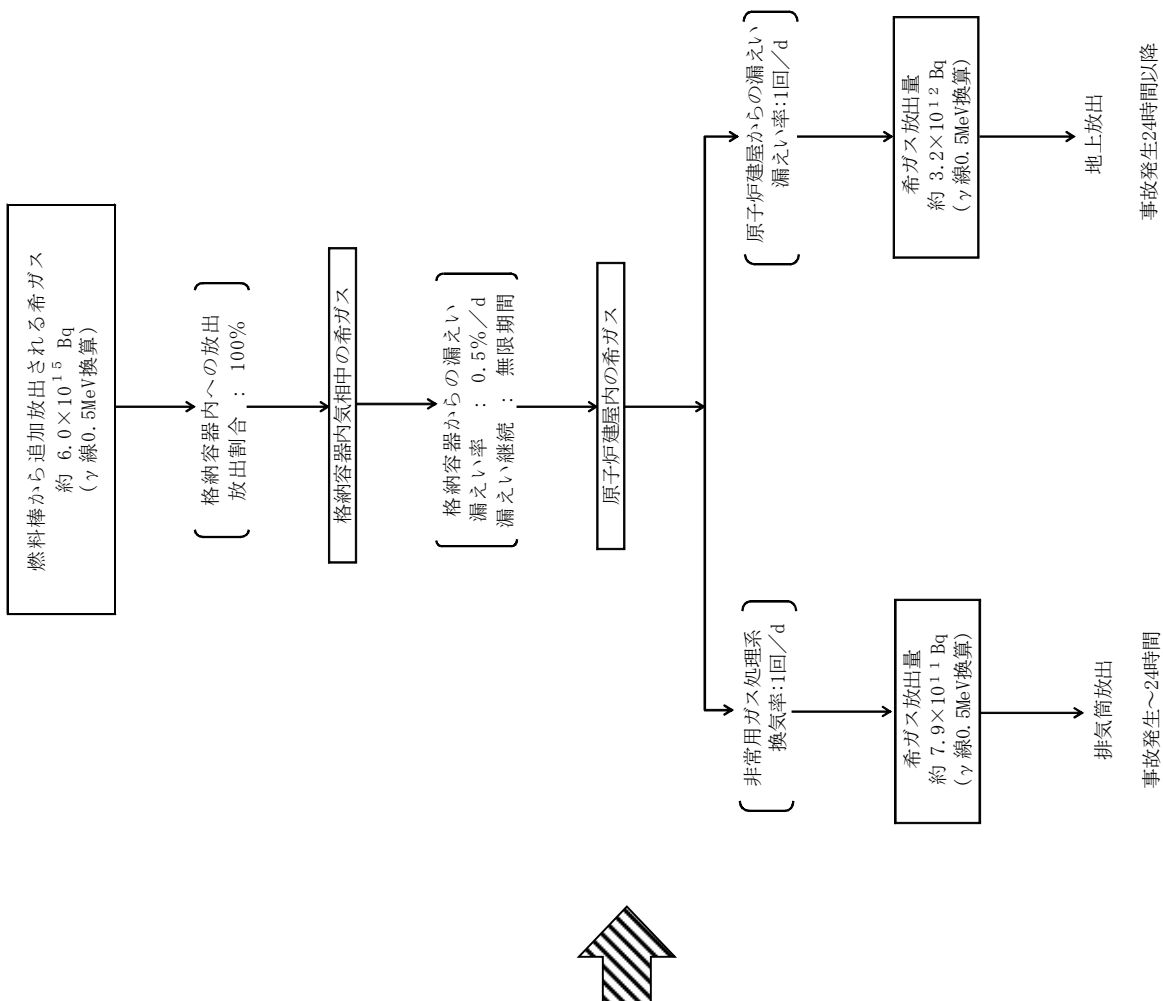 燃料棒から追加放出される希ガス
約 6.0×10¹⁵ Bq
(γ線0.5MeV換算)
格納容器内への放出
放出割合 : 100%
格納容器内気相中の希ガス
格納容器からの漏えい
漏えい率 : 0.5%/d
漏えい継続 : 無限期間
原子炉建屋内の希ガス
非常用ガス処理系
換気率:1回/d
希ガス放出量
約 7.9×10¹¹ Bq
(γ線0.5MeV換算)
排気筒放出
事故発生~24時間
原子炉建屋からの漏えい
漏えい率:1回/d
希ガス放出量
約 3.2×10¹² Bq
(γ線0.5MeV換算)
地上放出
事故発生24時間以降